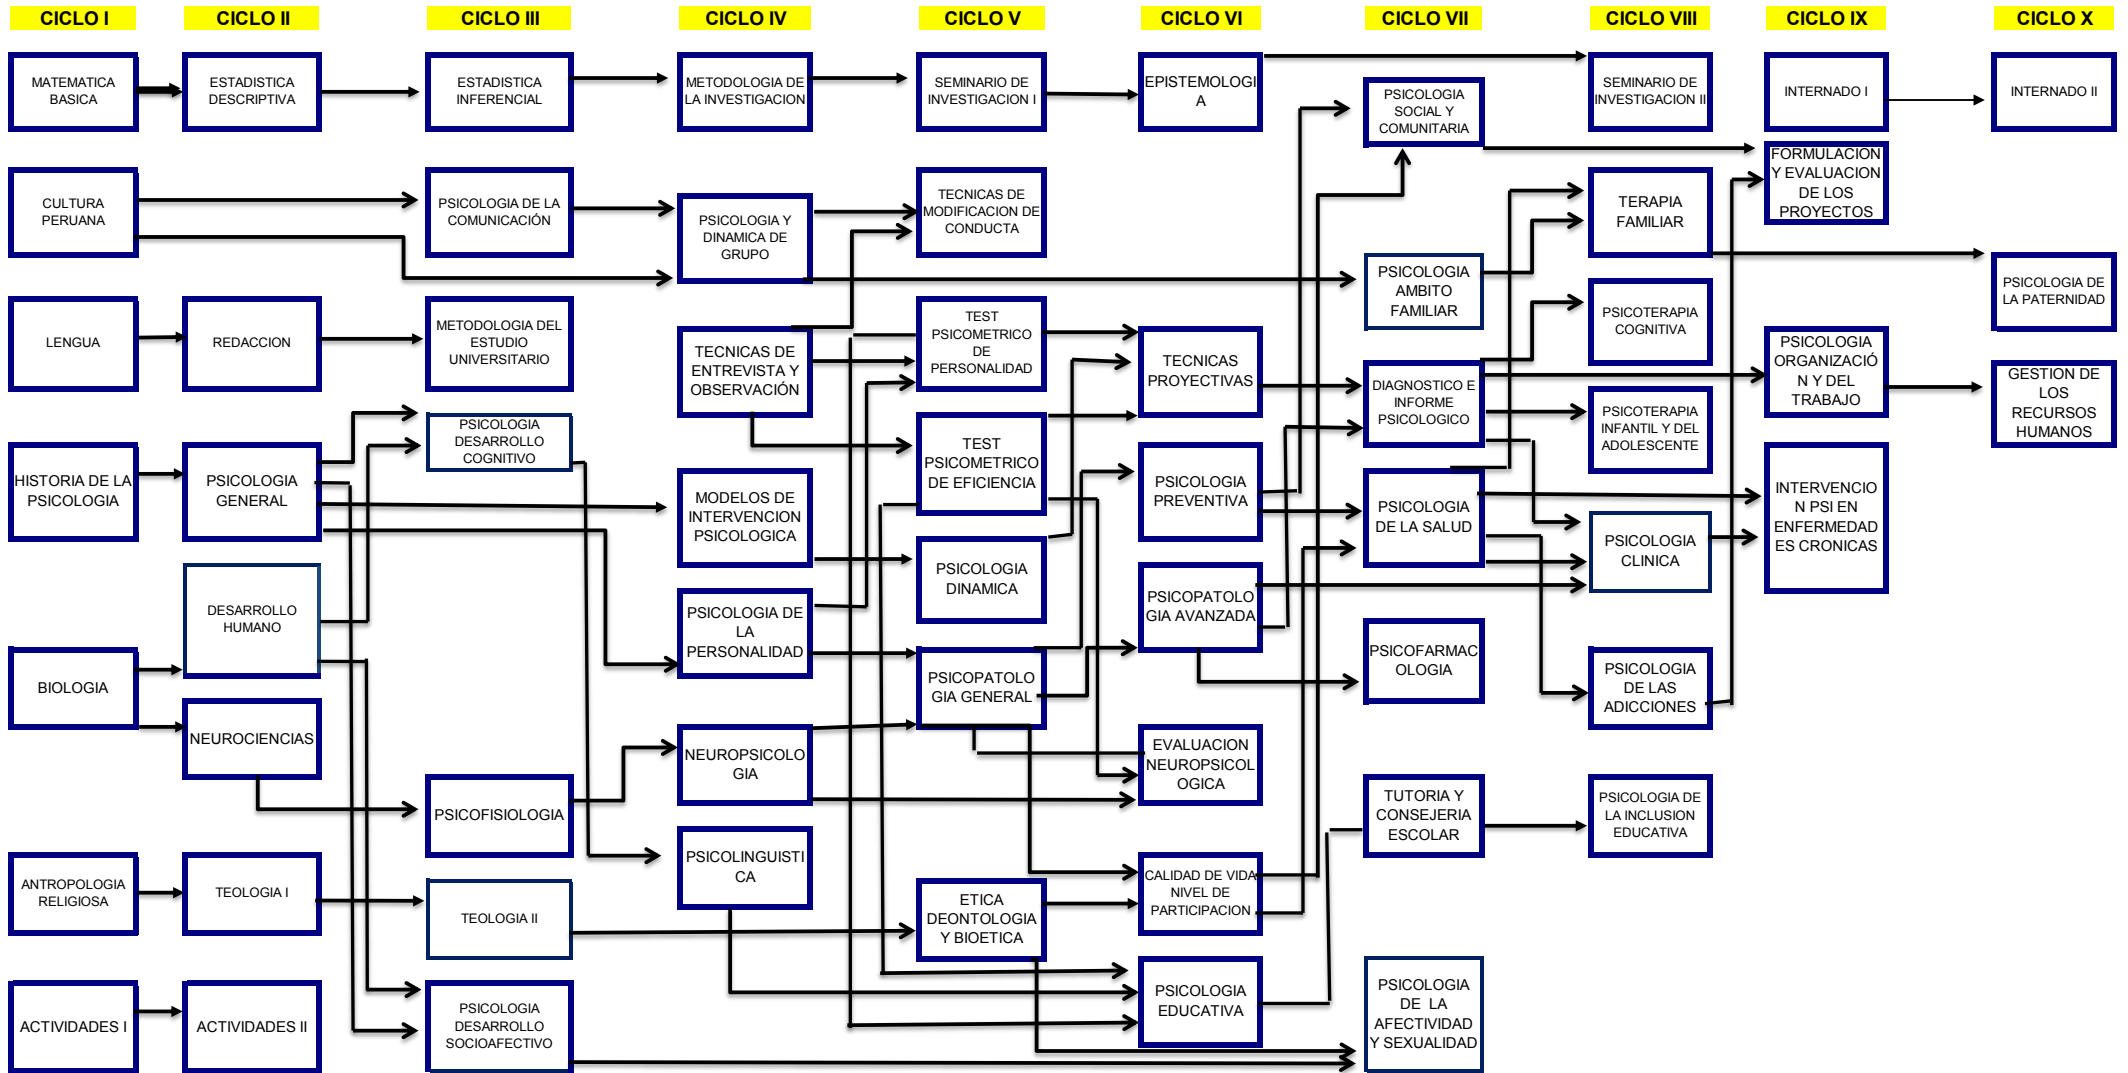 CICLO I
CICLO II
CICLO III
CICLO IV
CICLO V
CICLO VI
CICLO VII
CICLO VIII
CICLO IX
CICLO X
MATEMATICA
BASICA
ESTADISTICA
DESCRIPTIVA
ESTADISTICA
INFERENCIAL
METODOLOGIA DE
LA INVESTIGACION
SEMINARIO DE
INVESTIGACION I
EPISTEMOLOGI
A
PSICOLOGIA
SOCIAL Y
COMUNITARIA
SEMINARIO DE
INVESTIGACION II
INTERNADO I
INTERNADO II
CULTURA
PERUANA
PSICOLOGIA DE LA
COMUNICACIÓN
PSICOLOGIA Y
DINAMICA DE
GRUPO
TECNICAS DE
MODIFICACION DE
CONDUCTA
PSICOLOGIA
AMBITO
FAMILIAR
TERAPIA
FAMILIAR
FORMULACION
Y EVALUACION
DE LOS
PROYECTOS
PSICOLOGIA DE
LA PATERNIDAD
LENGUA
REDACCION
METODOLOGIA DEL
ESTUDIO
UNIVERSITARIO
TECNICAS DE
ENTREVISTA Y
OBSERVACIÓN
TEST
PSICOMETRICO
DE
PERSONALIDAD
TECNICAS
PROYECTIVAS
DIAGNOSTICO E
INFORME
PSICOLOGICO
PSICOTERAPIA
COGNITIVA
PSICOLOGIA
ORGANIZACIÓ
N Y DEL
TRABAJO
GESTION DE
LOS
RECURSOS
HUMANOS
HISTORIA DE LA
PSICOLOGIA
PSICOLOGIA
GENERAL
PSICOLOGIA
DESARROLLO
COGNITIVO
MODELOS DE
INTERVENCION
PSICOLOGICA
TEST
PSICOMETRICO
DE EFICIENCIA
PSICOLOGIA
PREVENTIVA
PSICOLOGIA
DE LA SALUD
PSICOTERAPIA
INFANTIL Y DEL
ADOLESCENTE
INTERVENCIO
N PSI EN
ENFERMEDAD
ES CRONICAS
DESARROLLO
HUMANO
PSICOLOGIA DE
LA
PERSONALIDAD
PSICOLOGIA
DINAMICA
PSICOPATOLO
GIA AVANZADA
PSICOFARMAC
OLOGIA
PSICOLOGIA
CLINICA
BIOLOGIA
NEUROCIENCIAS
PSICOFISIOLOGIA
NEUROPSICOLO
GIA
PSICOPATOLO
GIA GENERAL
EVALUACION
NEUROPSICOL
OGICA
TUTORIA Y
CONSEJERIA
ESCOLAR
PSICOLOGIA
DE LAS
ADICCIONES
PSICOLOGIA DE
LA INCLUSION
EDUCATIVA
ANTROPOLOGIA
RELIGIOSA
TEOLOGIA I
TEOLOGIA II
PSICOLINGUISTI
CA
ETICA
DEONTOLOGIA
Y BIOETICA
CALIDAD DE VIDA
NIVEL DE
PARTICIPACION
ACTIVIDADES I
ACTIVIDADES II
PSICOLOGIA
DESARROLLO
SOCIOAFECTIVO
PSICOLOGIA
EDUCATIVA
PSICOLOGIA
DE LA
AFECTIVIDAD
Y SEXUALIDAD